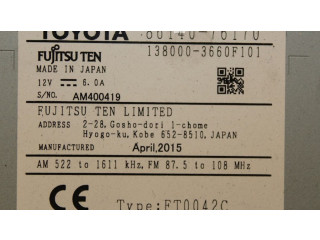 TOYOTA 86140-76170
FUJITSU TEN 138000-3660F101
MADE IN JAPAN
12V ⎓ 6.0A
S/NO. AM400419
FUJITSU TEN LIMITED
ADDRESS 2-28, Gosho-dori 1-chome
Hyogo-ku, Kobe 652-8510, JAPAN
MANUFACTURED April,2015
AM 522 to 1611 kHz, FM 87.5 to 108 MHz
CE Type: FT0042C